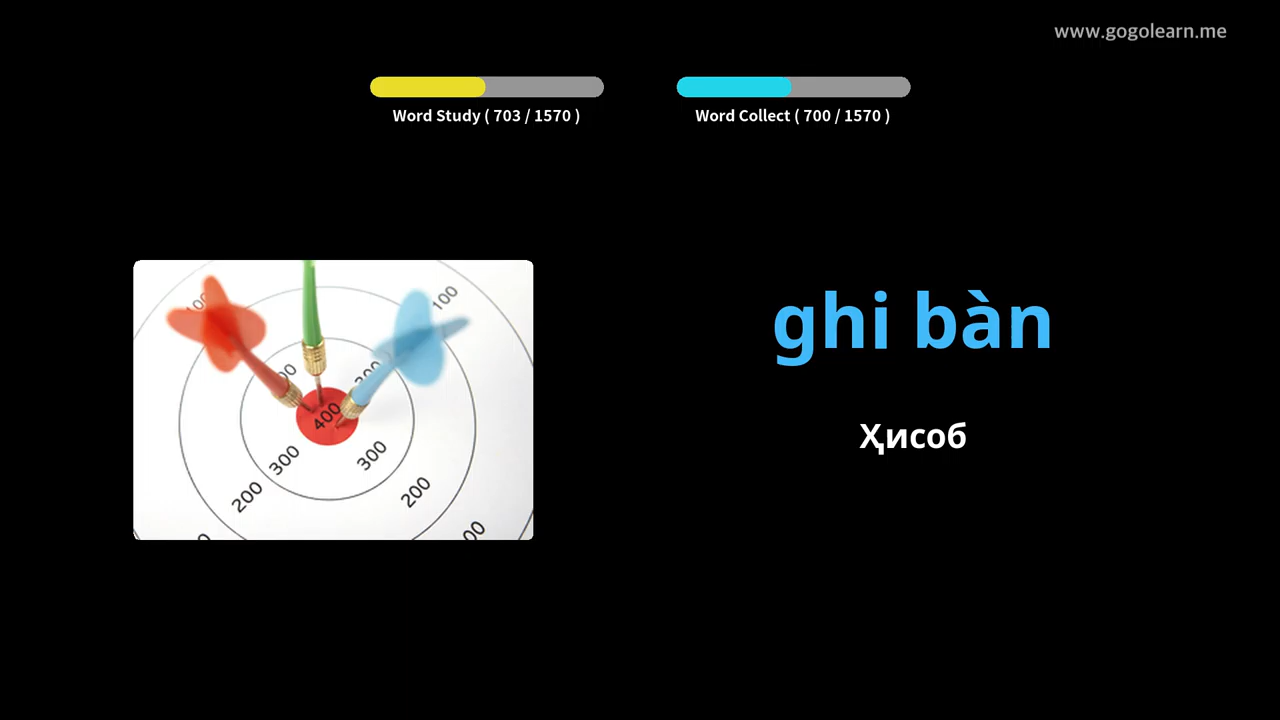 www.gogolearn.me
Word Study ( 703 / 1570 )
Word Collect ( 700 / 1570 )
ghi bàn
Ҳисоб
100
100
200
400
300
300
200
200